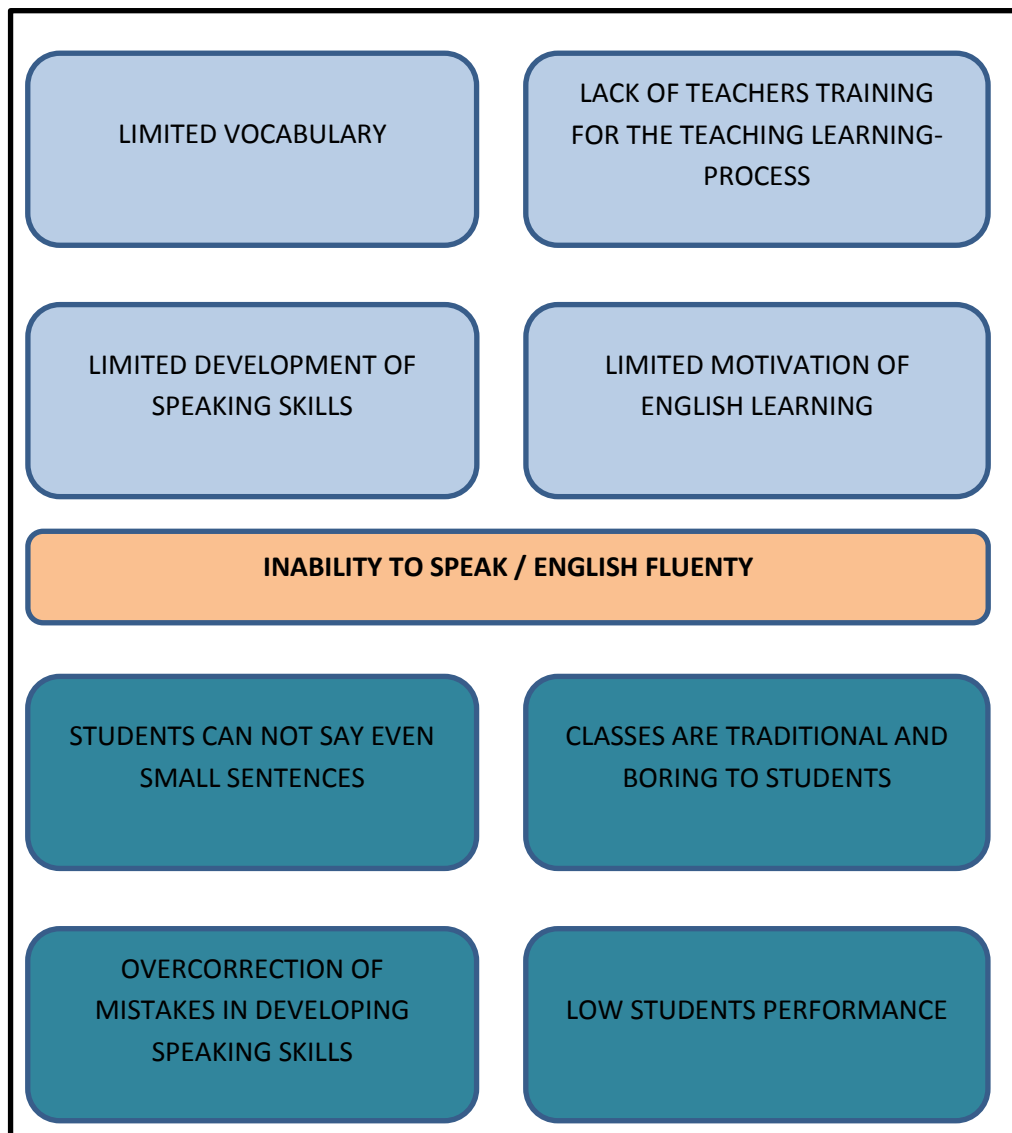 LIMITED VOCABULARY
LACK OF TEACHERS TRAINING
FOR THE TEACHING LEARNING-
PROCESS
LIMITED DEVELOPMENT OF
SPEAKING SKILLS
LIMITED MOTIVATION OF
ENGLISH LEARNING
INABILITY TO SPEAK / ENGLISH FLUENTY
STUDENTS CAN NOT SAY EVEN
SMALL SENTENCES
CLASSES ARE TRADITIONAL AND
BORING TO STUDENTS
OVERCORRECTION OF
MISTAKES IN DEVELOPING
SPEAKING SKILLS
LOW STUDENTS PERFORMANCE